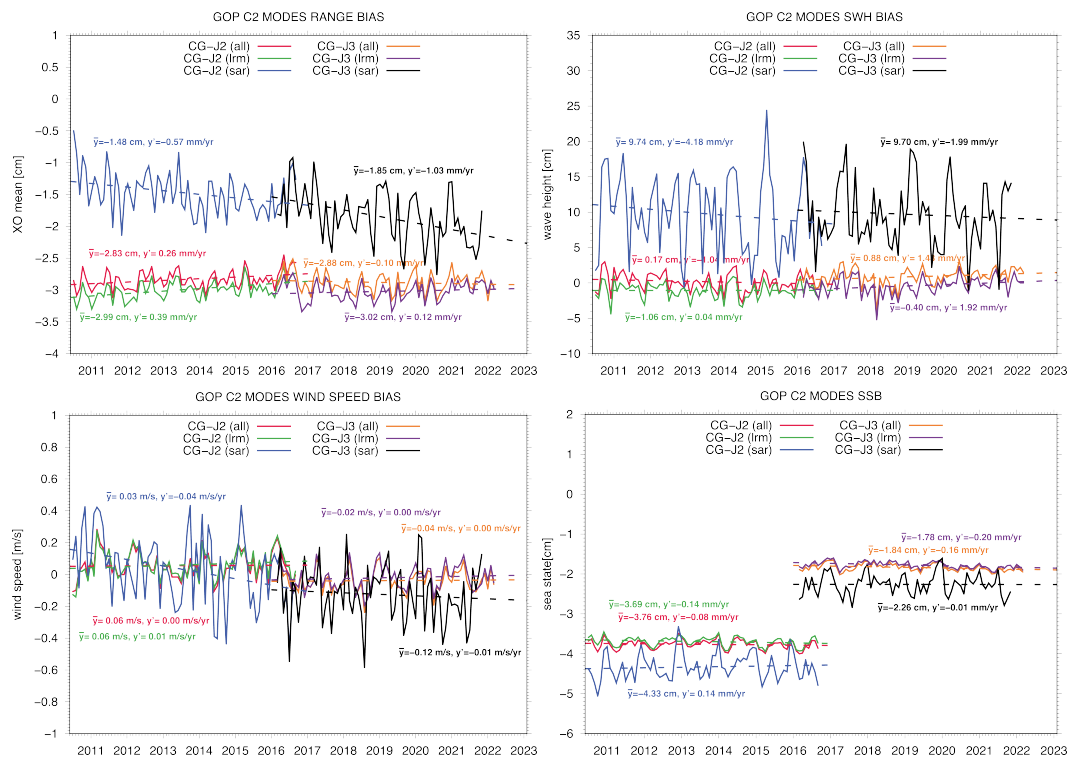 GOP C2 MODES RANGE BIAS
XO mean [cm]
1
0.5
0
−0.5
−1
−1.5
−2
−2.5
−3
−3.5
−4
CG−J2 (all)
CG−J2 (lrm)
CG−J2 (sar)
CG−J3 (all)
CG−J3 (lrm)
CG−J3 (sar)
y̅=−1.48 cm, y'=−0.57 mm/yr
y̅=−1.85 cm, y'=−1.03 mm/yr
y̅=−2.83 cm, y'= 0.26 mm/yr
y̅=−2.88 cm, y'=−0.10 mm/yr
y̅=−2.99 cm, y'= 0.39 mm/yr
y̅=−3.02 cm, y'= 0.12 mm/yr
2011 2012 2013 2014 2015 2016 2017 2018 2019 2020 2021 2022 2023
GOP C2 MODES SWH BIAS
wave height [cm]
35
30
25
20
15
10
5
0
−5
−10
CG−J2 (all)
CG−J2 (lrm)
CG−J2 (sar)
CG−J3 (all)
CG−J3 (lrm)
CG−J3 (sar)
y̅= 9.74 cm, y'=−4.18 mm/yr
y̅= 9.70 cm, y'=−1.99 mm/yr
y̅= 0.17 cm, y'=−1.04 mm/yr
y̅= 0.88 cm, y'= mm/yr
y̅=−1.06 cm, y'= 0.04 mm/yr
y̅=−0.40 cm, y'= 1.92 mm/yr
2011 2012 2013 2014 2015 2016 2017 2018 2019 2020 2021 2022 2023
GOP C2 MODES WIND SPEED BIAS
wind speed [m/s]
1
0.8
0.6
0.4
0.2
0
−0.2
−0.4
−0.6
−0.8
−1
CG−J2 (all)
CG−J2 (lrm)
CG−J2 (sar)
CG−J3 (all)
CG−J3 (lrm)
CG−J3 (sar)
y̅= 0.03 m/s, y'=−0.04 m/s/yr
y̅=−0.02 m/s, y'= 0.00 m/s/yr
y̅=−0.04 m/s, y'= 0.00 m/s/yr
y̅= 0.06 m/s, y'= 0.00 m/s/yr
y̅= 0.06 m/s, y'= 0.01 m/s/yr
y̅=−0.12 m/s, y'=−0.01 m/s/yr
2011 2012 2013 2014 2015 2016 2017 2018 2019 2020 2021 2022 2023
GOP C2 MODES SSB
sea state[cm]
2
1
0
−1
−2
−3
−4
−5
−6
CG−J2 (all)
CG−J2 (lrm)
CG−J2 (sar)
CG−J3 (all)
CG−J3 (lrm)
CG−J3 (sar)
y̅=−1.78 cm, y'=−0.20 mm/yr
y̅=−1.84 cm, y'=−0.16 mm/yr
y̅=−2.26 cm, y'=−0.01 mm/yr
y̅=−3.69 cm, y'=−0.14 mm/yr
y̅=−3.76 cm, y'=−0.08 mm/yr
y̅=−4.33 cm, y'= 0.14 mm/yr
2011 2012 2013 2014 2015 2016 2017 2018 2019 2020 2021 2022 2023